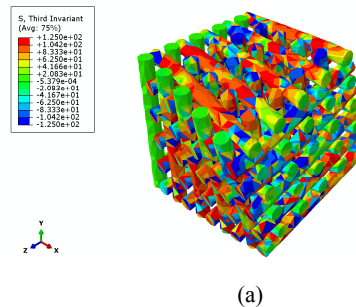 S, Third Invariant
(Avg: 75%)
+1.250e+02
+1.042e+02
+8.333e+01
+6.250e+01
+4.166e+01
+2.083e+01
-5.379e-04
-2.083e+01
-4.167e+01
-6.250e+01
-8.333e+01
-1.042e+02
-1.250e+02
Y
Z
X
(a)